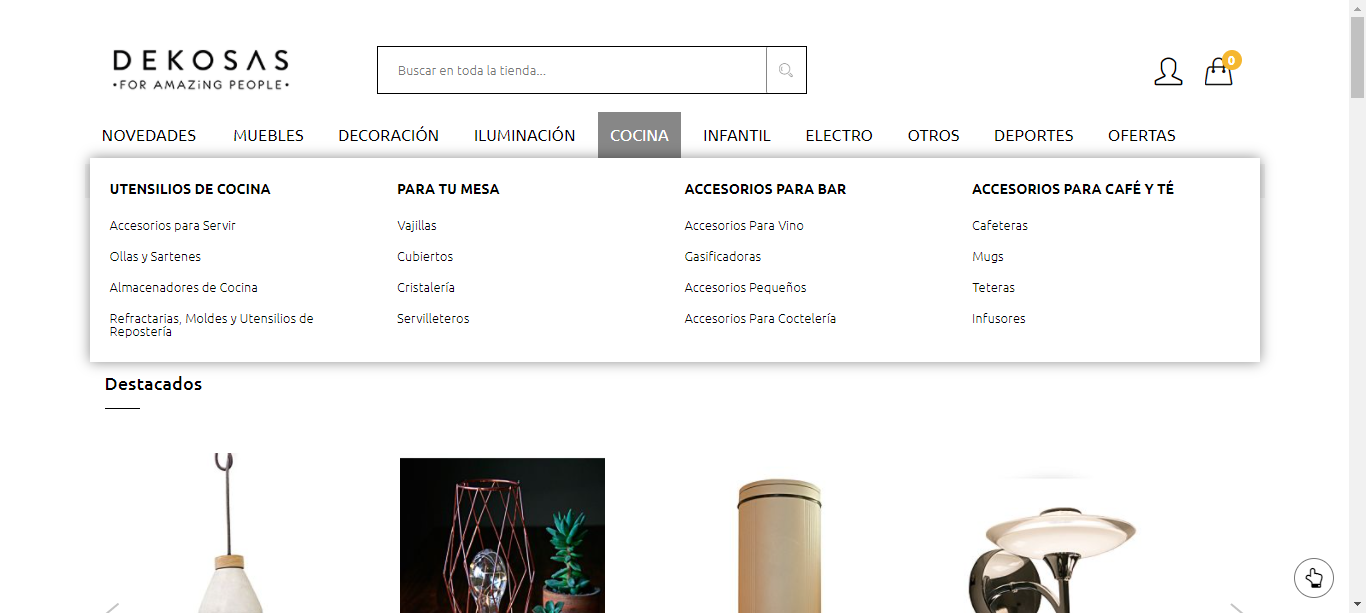 DEKOSAS
•FOR AMAZiNG PEOPLE•
Buscar en toda la tienda...
0
NOVEDADES MUEBLES DECORACIÓN ILUMINACIÓN COCINA INFANTIL ELECTRO OTROS DEPORTES OFERTAS
UTENSILIOS DE COCINA
Accesorios para Servir
Ollas y Sartenes
Almacenadores de Cocina
Refractarias, Moldes y Utensilios de
Repostería
PARA TU MESA
Vajillas
Cubiertos
Cristalería
Servilleteros
ACCESORIOS PARA BAR
Accesorios Para Vino
Gasificadoras
Accesorios Pequeños
Accesorios Para Coctelería
ACCESORIOS PARA CAFÉ Y TÉ
Cafeteras
Mugs
Teteras
Infusores
Destacados